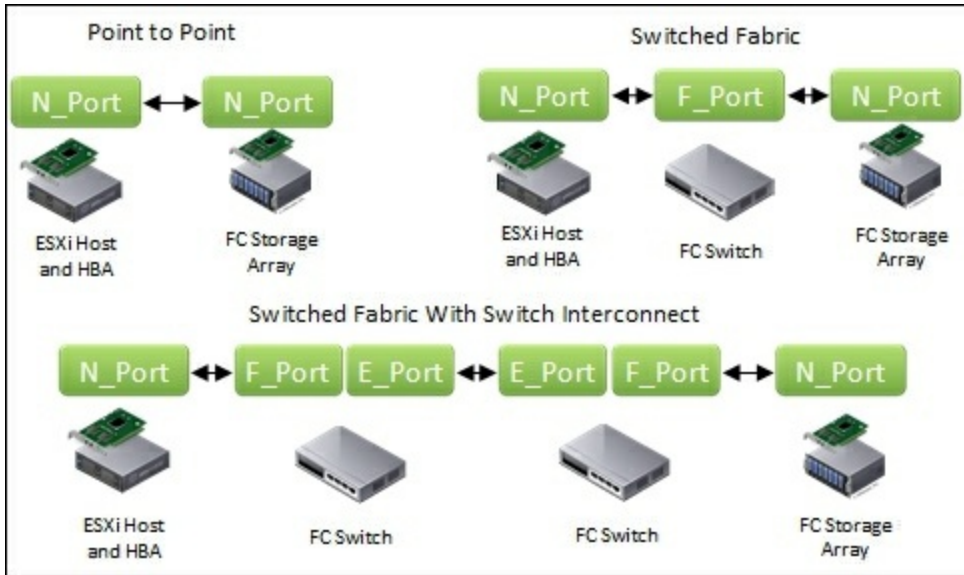 Point to Point
N_Port
N_Port
ESXi Host
and HBA
FC Storage
Array
Switched Fabric
N_Port
F_Port
N_Port
ESXi Host
and HBA
FC Switch
FC Storage
Array
Switched Fabric With Switch Interconnect
N_Port
F_Port
E_Port
E_Port
F_Port
N_Port
ESXi Host
and HBA
FC Switch
FC Switch
FC Storage
Array